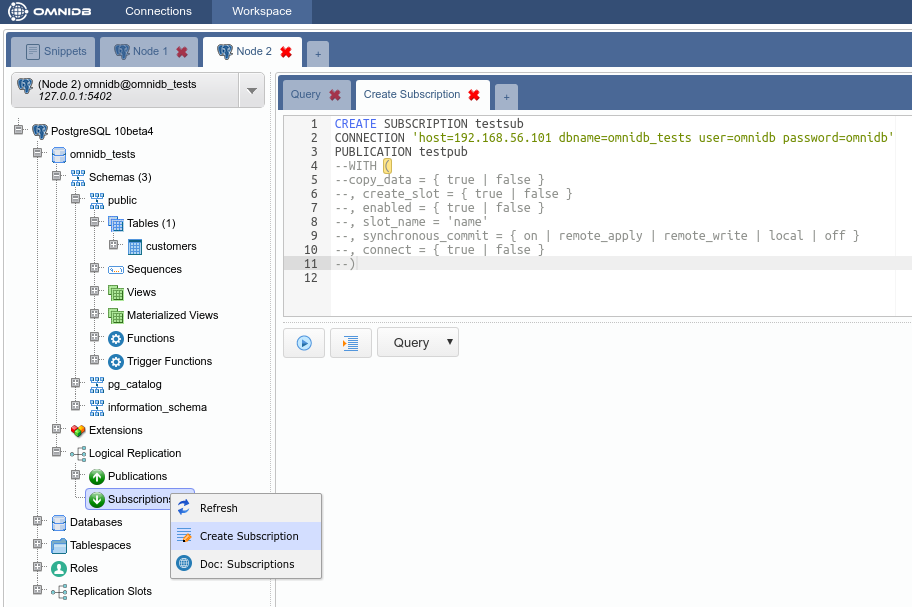 OMNIDB Connections Workspace
Snippets Node 1 Node 2 +
(Node 2) omnidb@omnidb_tests
127.0.0.1:5402
PostgreSQL 10beta4
omnidb_tests
Schemas (3)
public
Tables (1)
customers
Sequences
Views
Materialized Views
Functions
Trigger Functions
pg_catalog
information_schema
Extensions
Logical Replication
Publications
Subscriptions
Databases
Tablespaces
Roles
Replication Slots
Refresh
Create Subscription
Doc: Subscriptions
Query Create Subscription +
1 CREATE SUBSCRIPTION testsub
2 CONNECTION 'host=192.168.56.101 dbname=omnidb_tests user=omnidb password=omnidb'
3 PUBLICATION testpub
4 --WITH (
5 --copy_data = { true | false }
6 --, create_slot = { true | false }
7 --, enabled = { true | false }
8 --, slot_name = 'name'
9 --, synchronous_commit = { on | remote_apply | remote_write | local | off }
10 --, connect = { true | false }
11 --)
12
Query